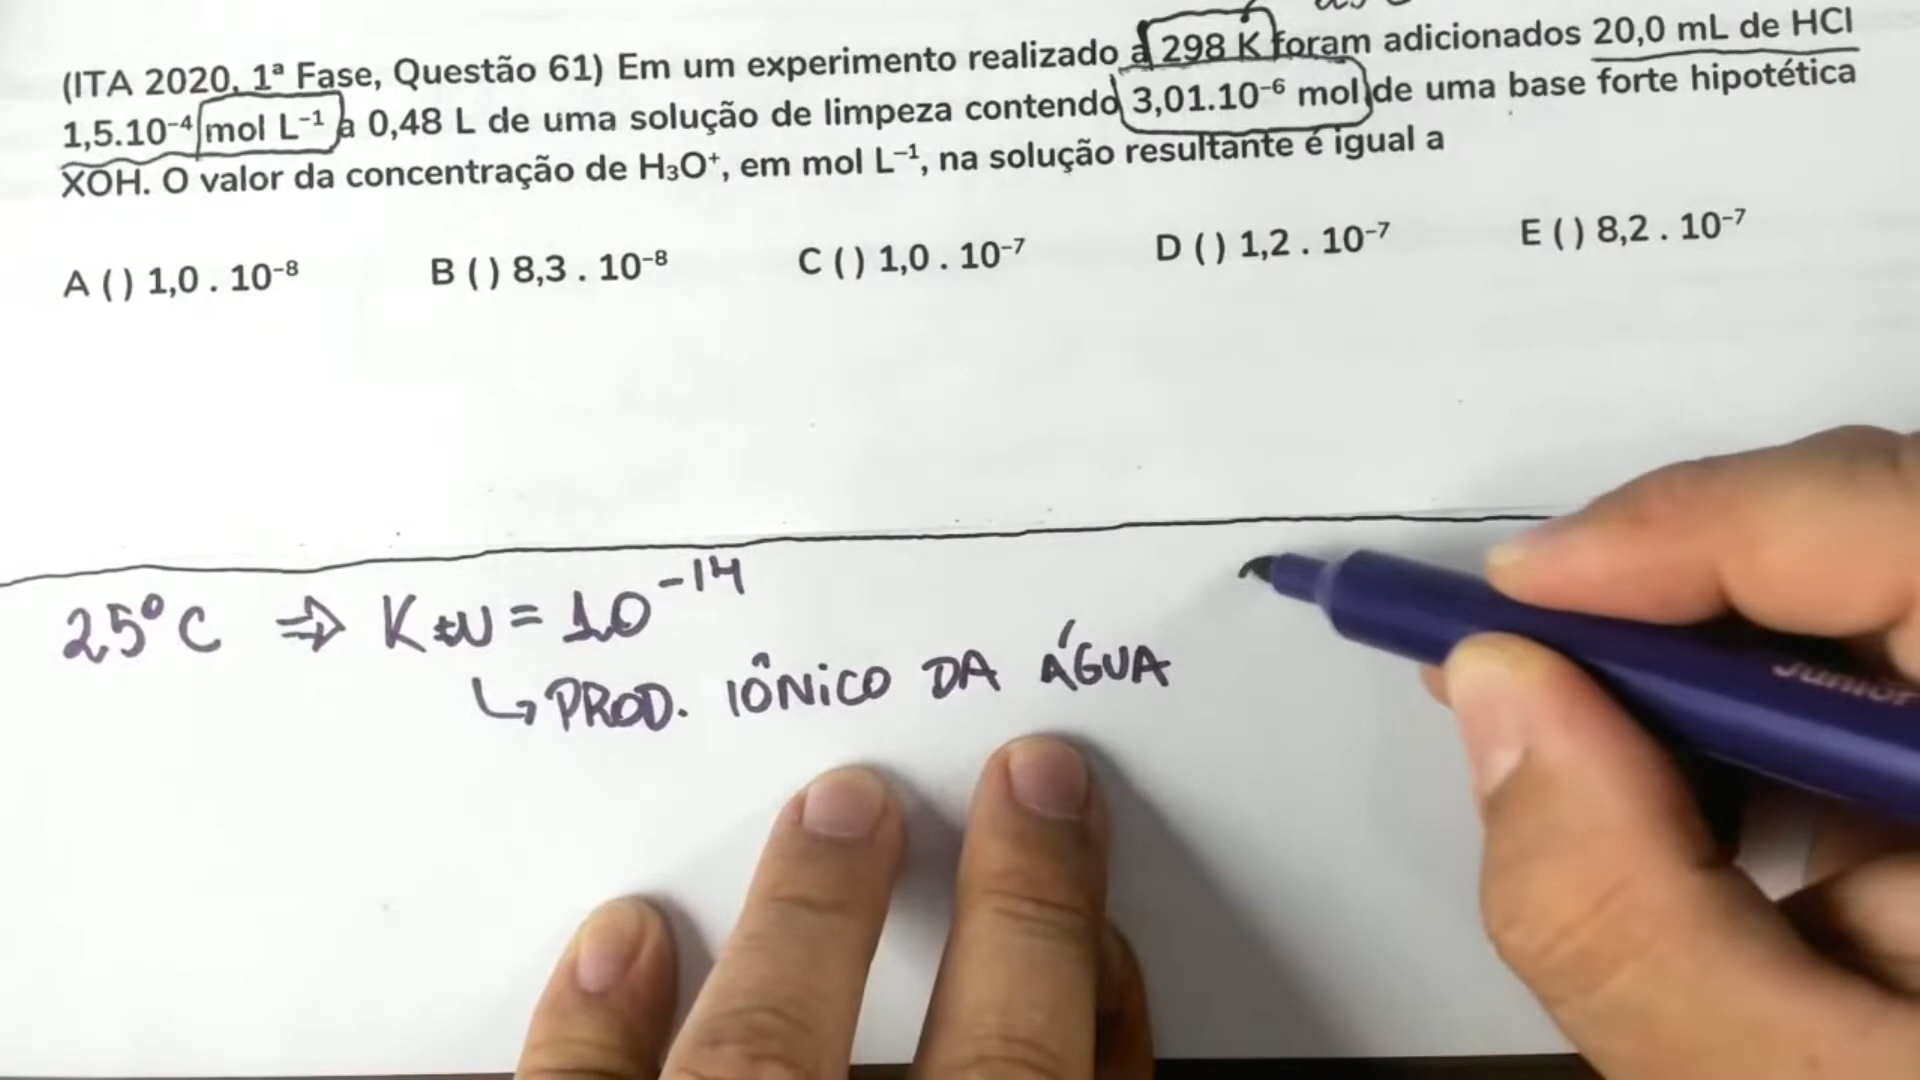 (ITA 2020, 1ª Fase, Questão 61) Em um experimento realizado a 298 K foram adicionados 20,0 mL de HCl
1,5.10⁻⁴ mol L⁻¹ a 0,48 L de uma solução de limpeza contendo 3,01.10⁻⁶ mol de uma base forte hipotética
XOH. O valor da concentração de H₃O⁺, em mol L⁻¹, na solução resultante é igual a
A ( ) 1,0 . 10⁻⁸ B ( ) 8,3 . 10⁻⁸ C ( ) 1,0 . 10⁻⁷ D ( ) 1,2 . 10⁻⁷ E ( ) 8,2 . 10⁻⁷
25°C ⇒ Kw = 10⁻¹⁴
↳ PROD. IÔNICO DA ÁGUA
Junior